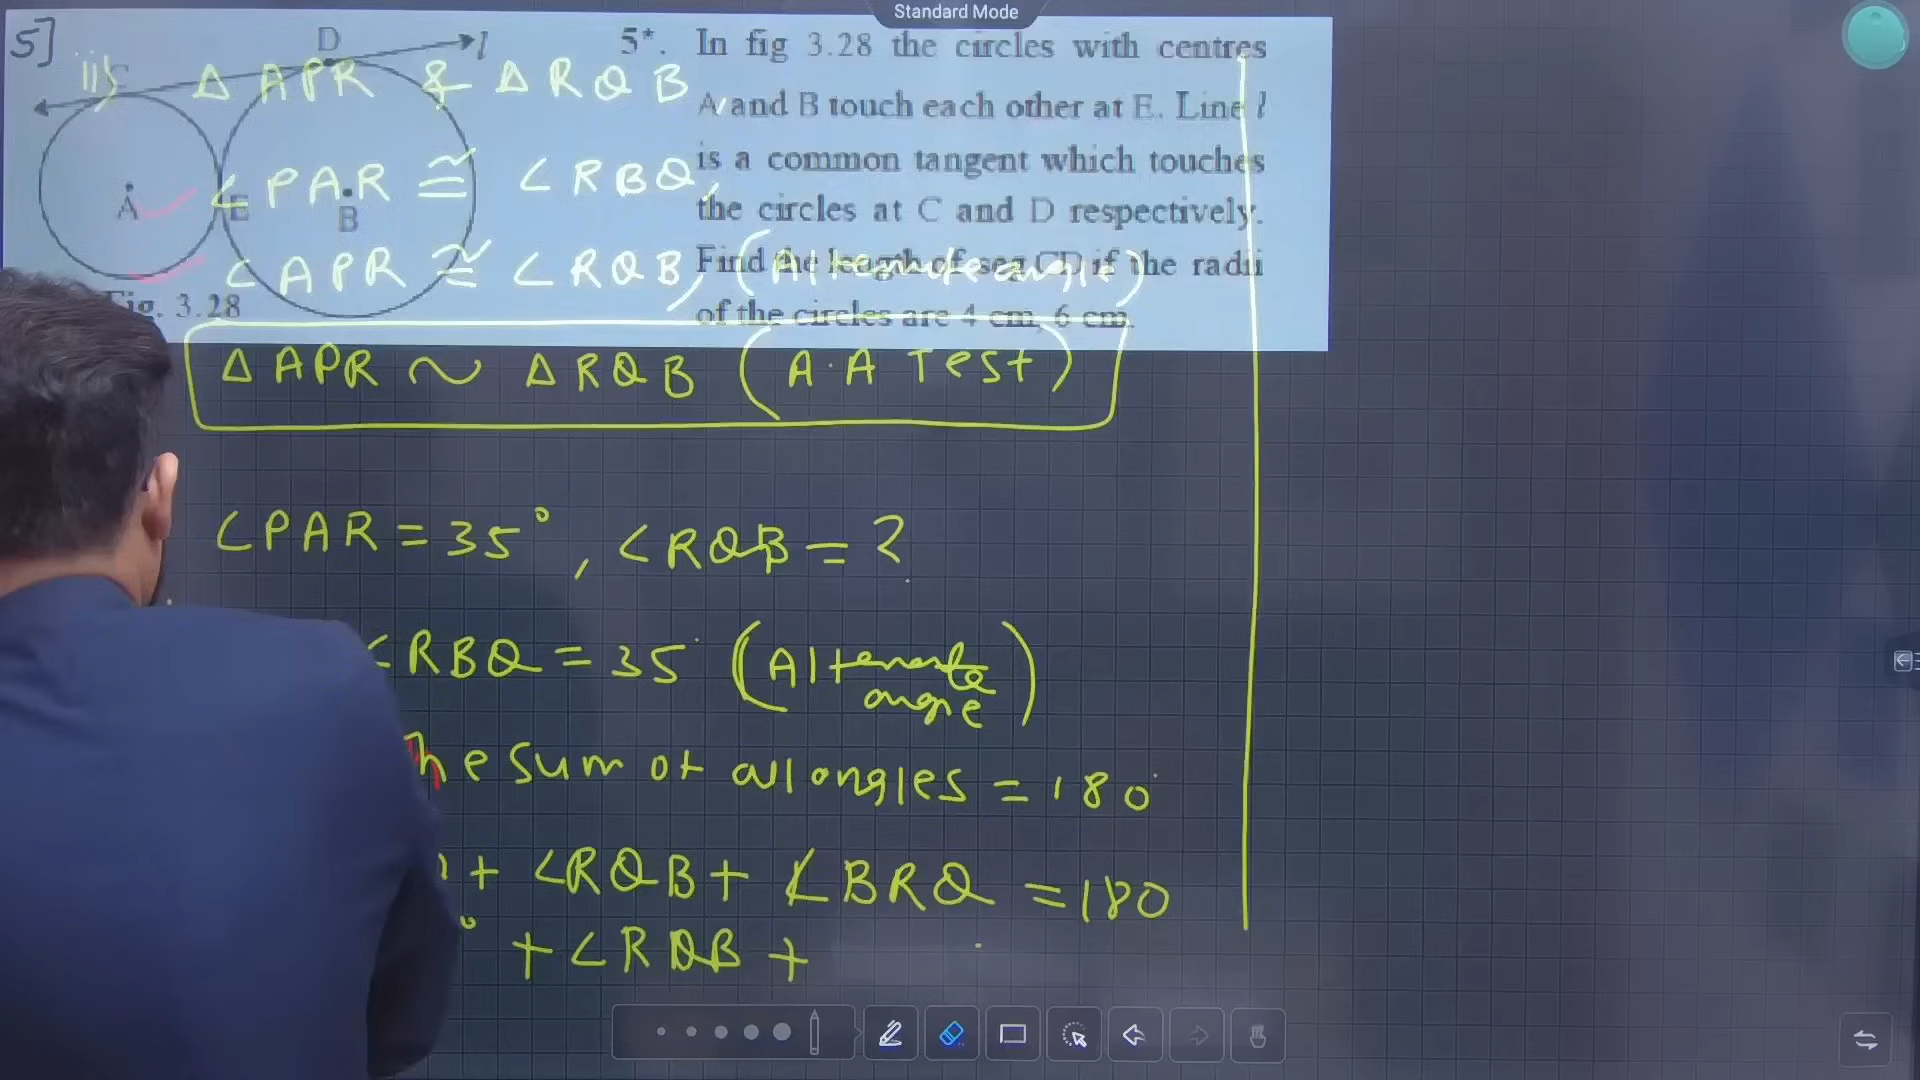 Standard Mode
5]
D
l
5*. In fig 3.28 the circles with centres
A and B touch each other at E. Line l
is a common tangent which touches
the circles at C and D respectively.
Find the length of seg CD if the radii
of the circles are 4 cm, 6 cm.
C
A
E
B
Fig. 3.28
ii) △ APR & △ RQB,
∠PAR ≅ ∠RBQ,
∠APR ≅ ∠RQB, (Alternate angle)
△ APR ~ △ RQB (A.A Test)
∠PAR = 35°, ∠RQB = ?
∠RBQ = 35 (Alternate
angle)
he sum of all angles = 180
+ ∠RQB + ∠BRQ = 180
° + ∠RQB +